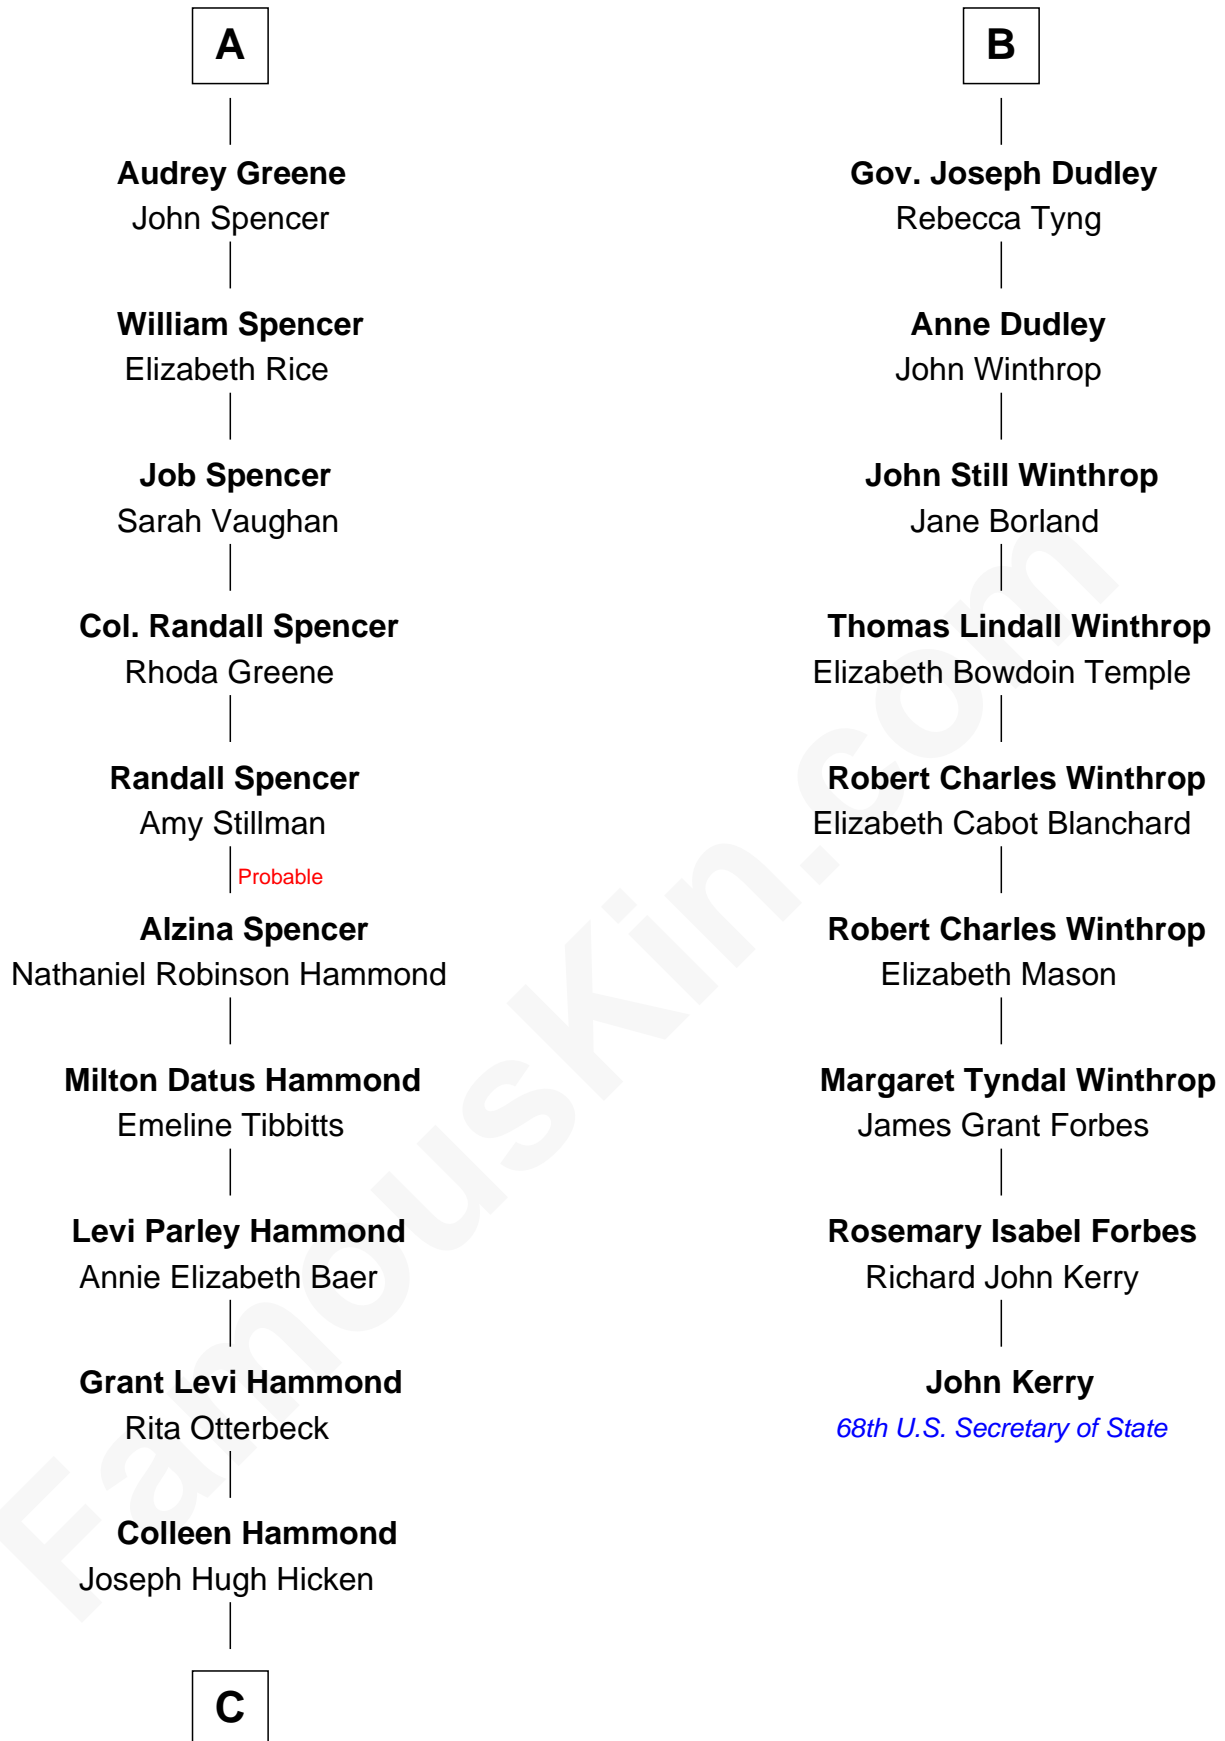 A
Audrey Greene
John Spencer
William Spencer
Elizabeth Rice
Job Spencer
Sarah Vaughan
Col. Randall Spencer
Rhoda Greene
Randall Spencer
Amy Stillman
Probable
Alzina Spencer
Nathaniel Robinson Hammond
Milton Datus Hammond
Emeline Tibbitts
Levi Parley Hammond
Annie Elizabeth Baer
Grant Levi Hammond
Rita Otterbeck
Colleen Hammond
Joseph Hugh Hicken
C
B
Gov. Joseph Dudley
Rebecca Tyng
Anne Dudley
John Winthrop
John Still Winthrop
Jane Borland
Thomas Lindall Winthrop
Elizabeth Bowdoin Temple
Robert Charles Winthrop
Elizabeth Cabot Blanchard
Robert Charles Winthrop
Elizabeth Mason
Margaret Tyndal Winthrop
James Grant Forbes
Rosemary Isabel Forbes
Richard John Kerry
John Kerry
68th U.S. Secretary of State
FamousKin.com